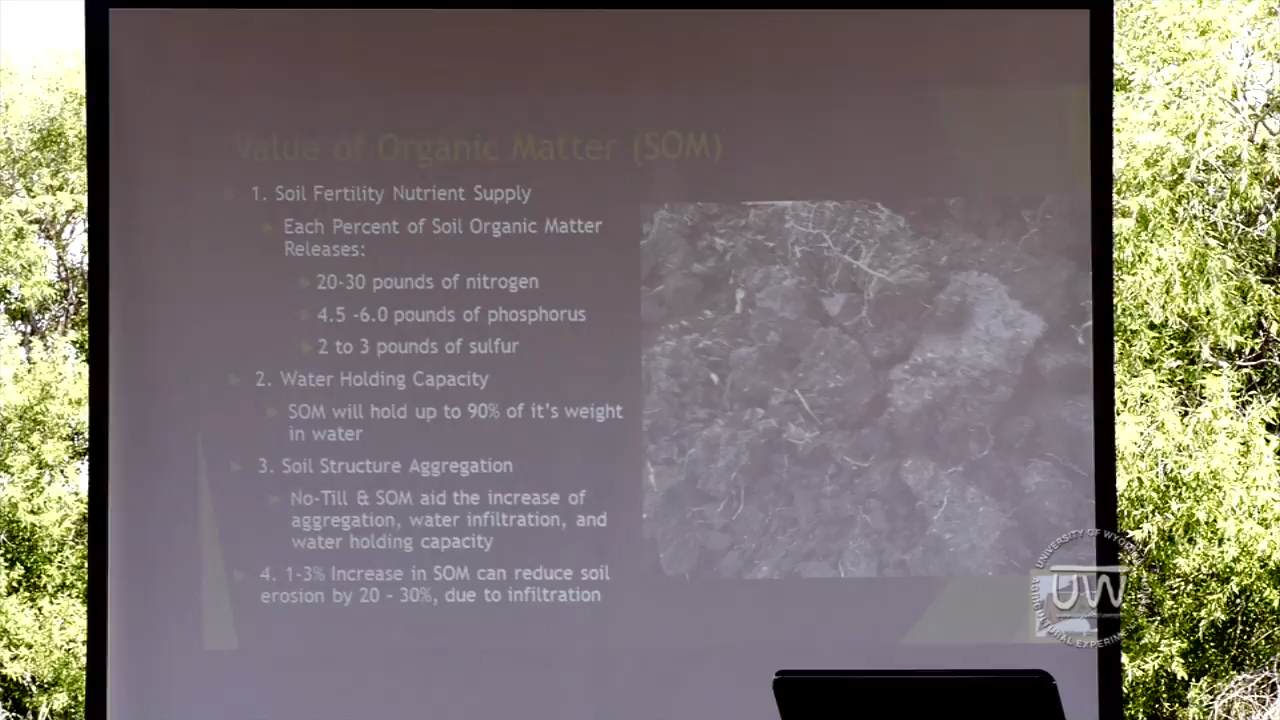 Value of Organic Matter (SOM)
1. Soil Fertility Nutrient Supply
Each Percent of Soil Organic Matter
Releases:
20-30 pounds of nitrogen
4.5 -6.0 pounds of phosphorus
2 to 3 pounds of sulfur
2. Water Holding Capacity
SOM will hold up to 90% of it's weight
in water
3. Soil Structure Aggregation
No-Till & SOM aid the increase of
aggregation, water infiltration, and
water holding capacity
4. 1-3% Increase in SOM can reduce soil
erosion by 20 - 30%, due to infiltration
UNIVERSITY OF
UW